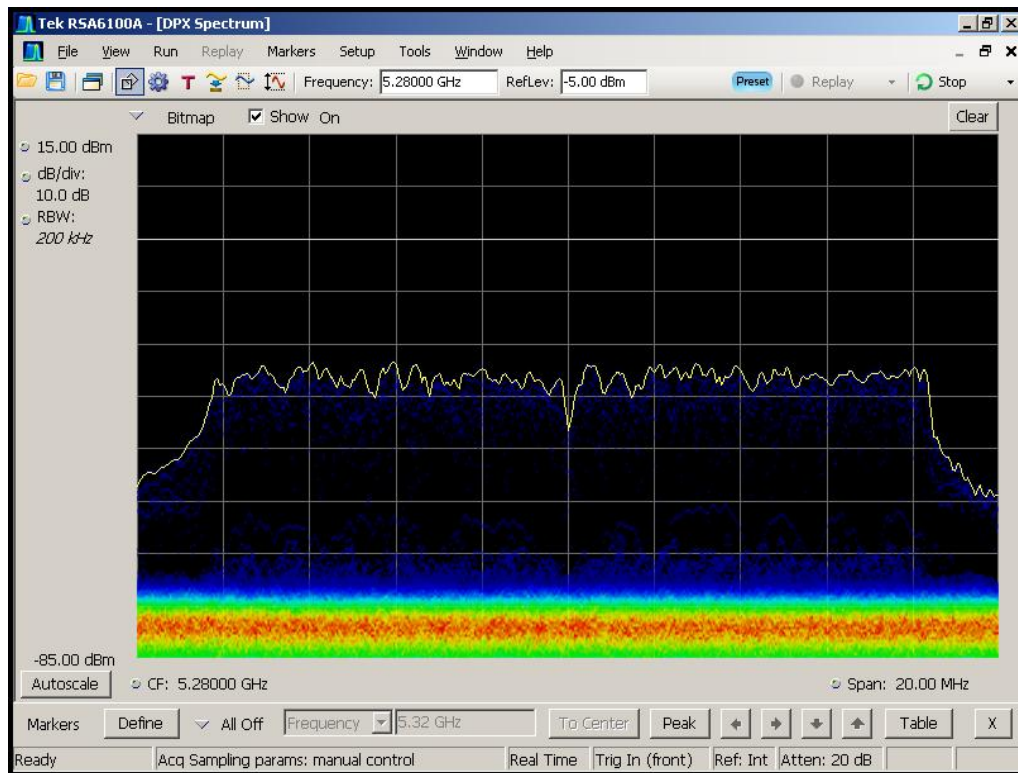 Tek RSA6100A - [DPX Spectrum]
File View Run Replay Markers Setup Tools Window Help
T Frequency: 5.28000 GHz RefLev: -5.00 dBm Preset Replay Stop
Bitmap Show On Clear
15.00 dBm
dB/div:
10.0 dB
RBW:
200 kHz
-85.00 dBm
Autoscale CF: 5.28000 GHz Span: 20.00 MHz
Markers Define All Off Frequency 5.32 GHz To Center Peak Table X
Ready Acq Sampling params: manual control Real Time Trig In (front) Ref: Int Atten: 20 dB